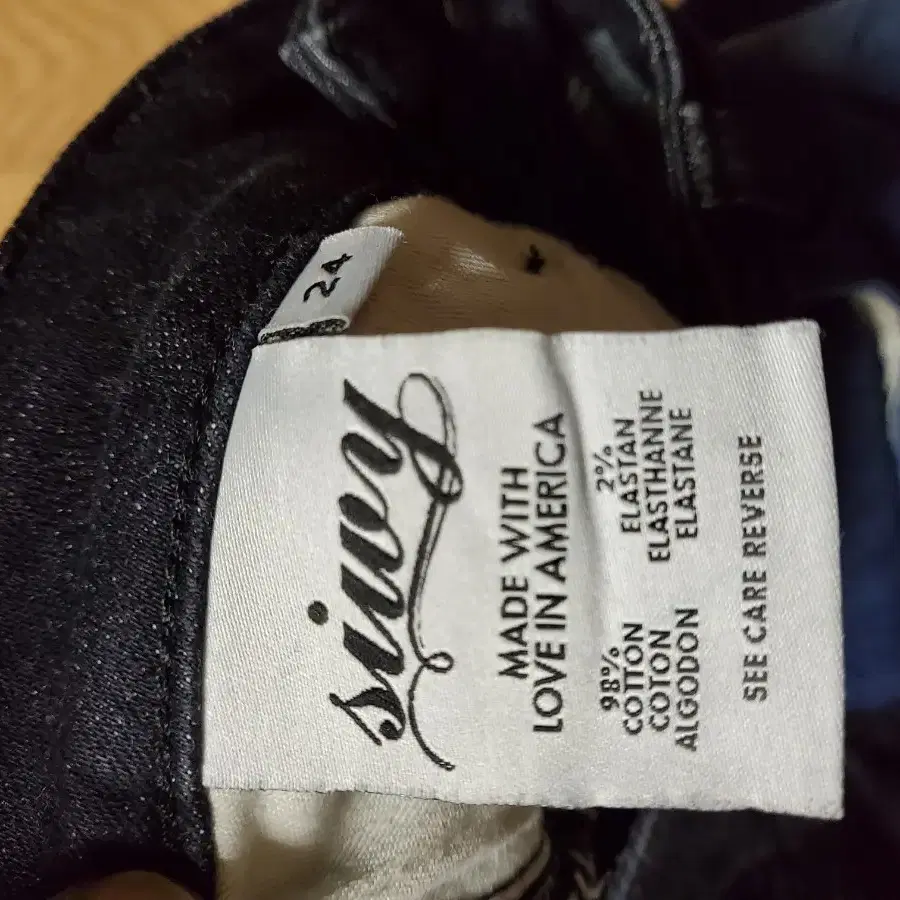 24
siwy
MADE WITH
LOVE IN AMERICA
98%
COTTON
COTON
ALGODON
2%
ELASTAN
ELASTHANNE
ELASTANE
SEE CARE REVERSE